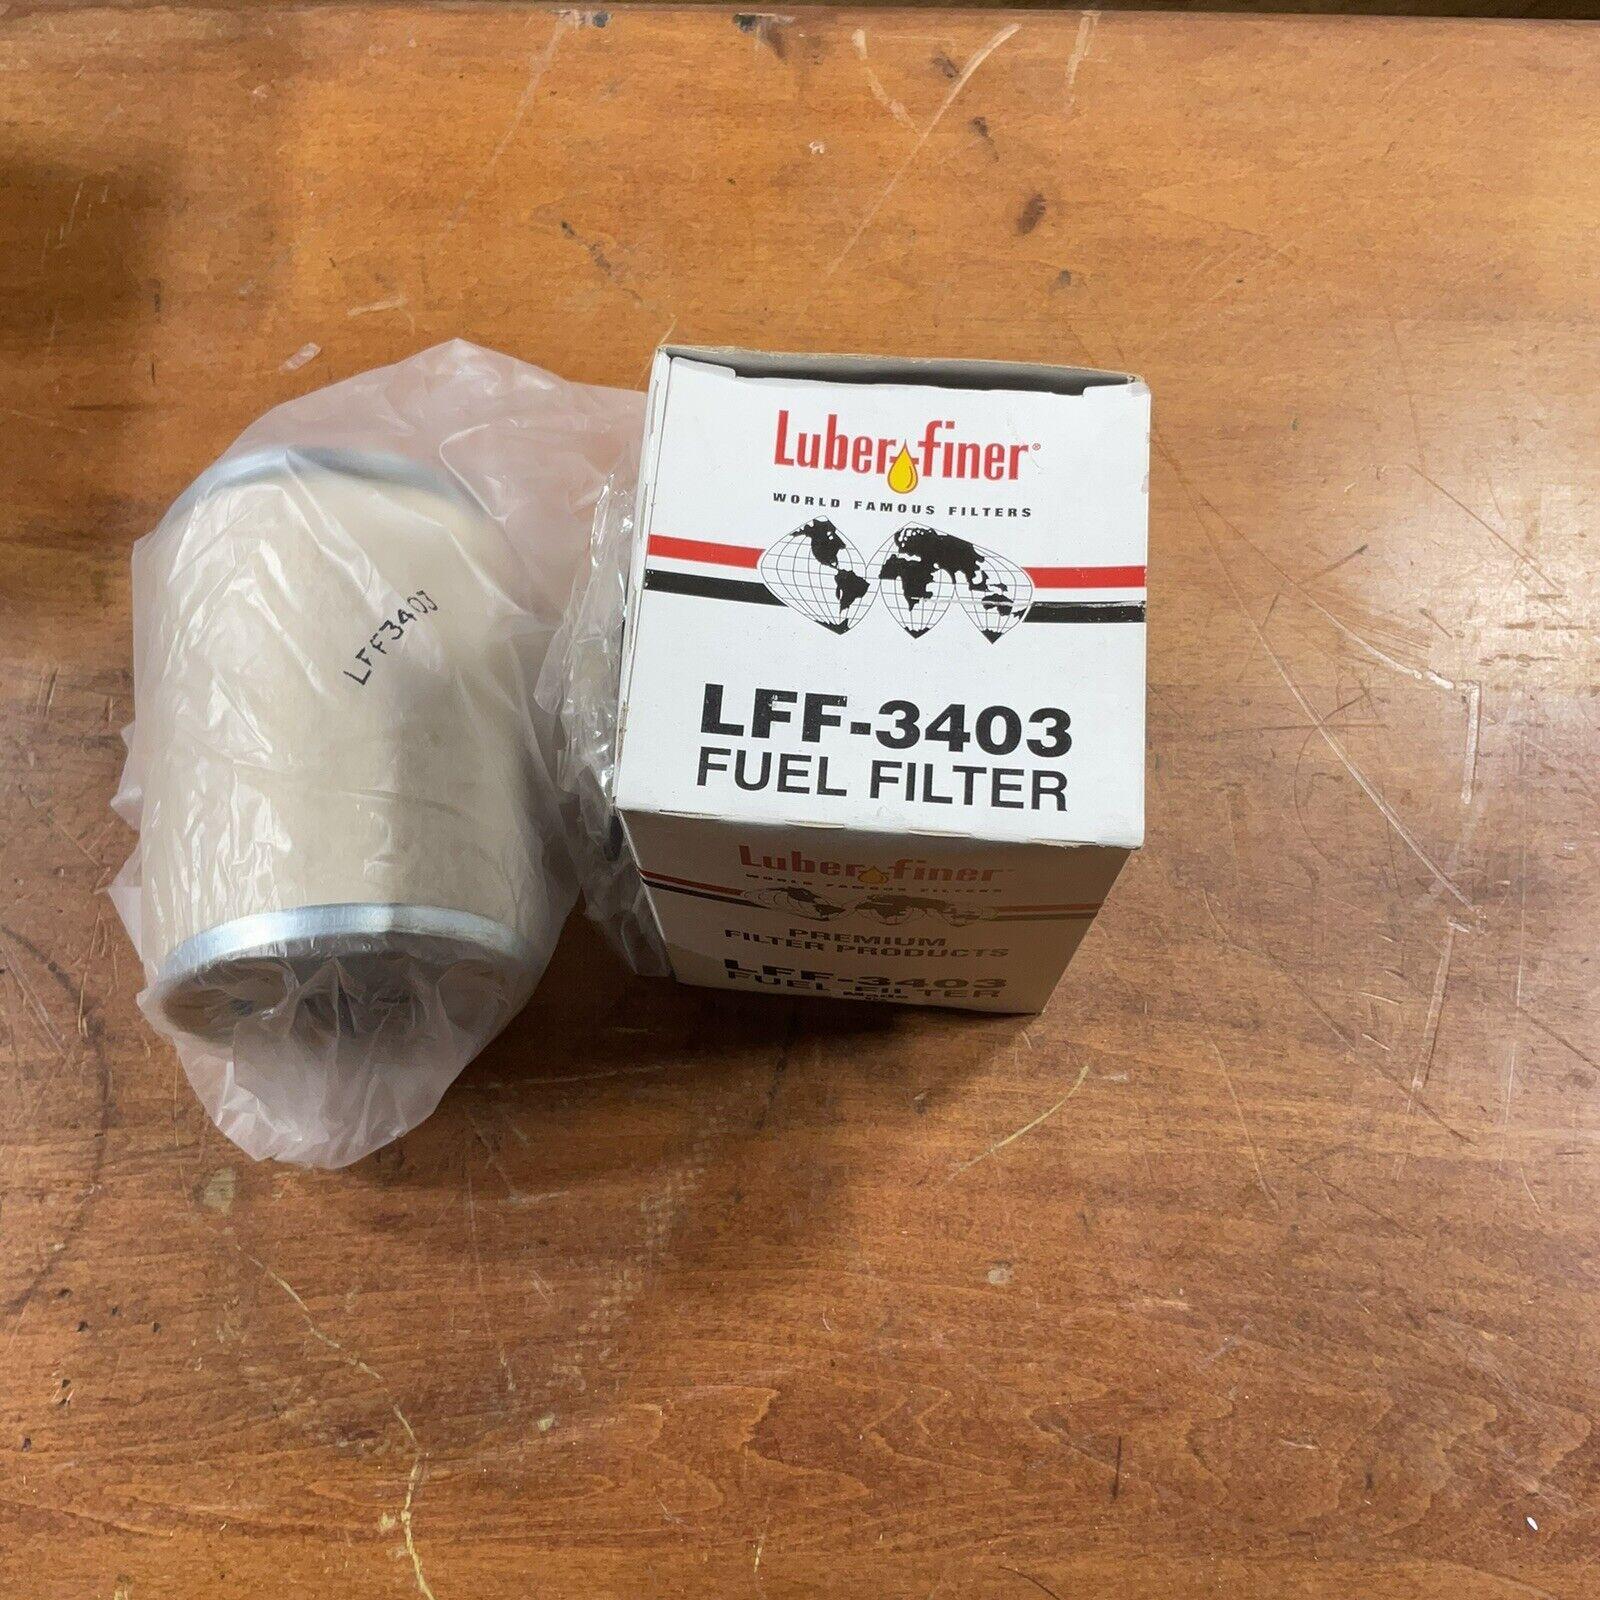 LFF3403
Luber-finer®
WORLD FAMOUS FILTERS
LFF-3403
FUEL FILTER
Luber-finer
WORLD FAMOUS FILTERS
PREMIUM
FILTER PRODUCTS
LFF-3403
FUEL FILTER
Made